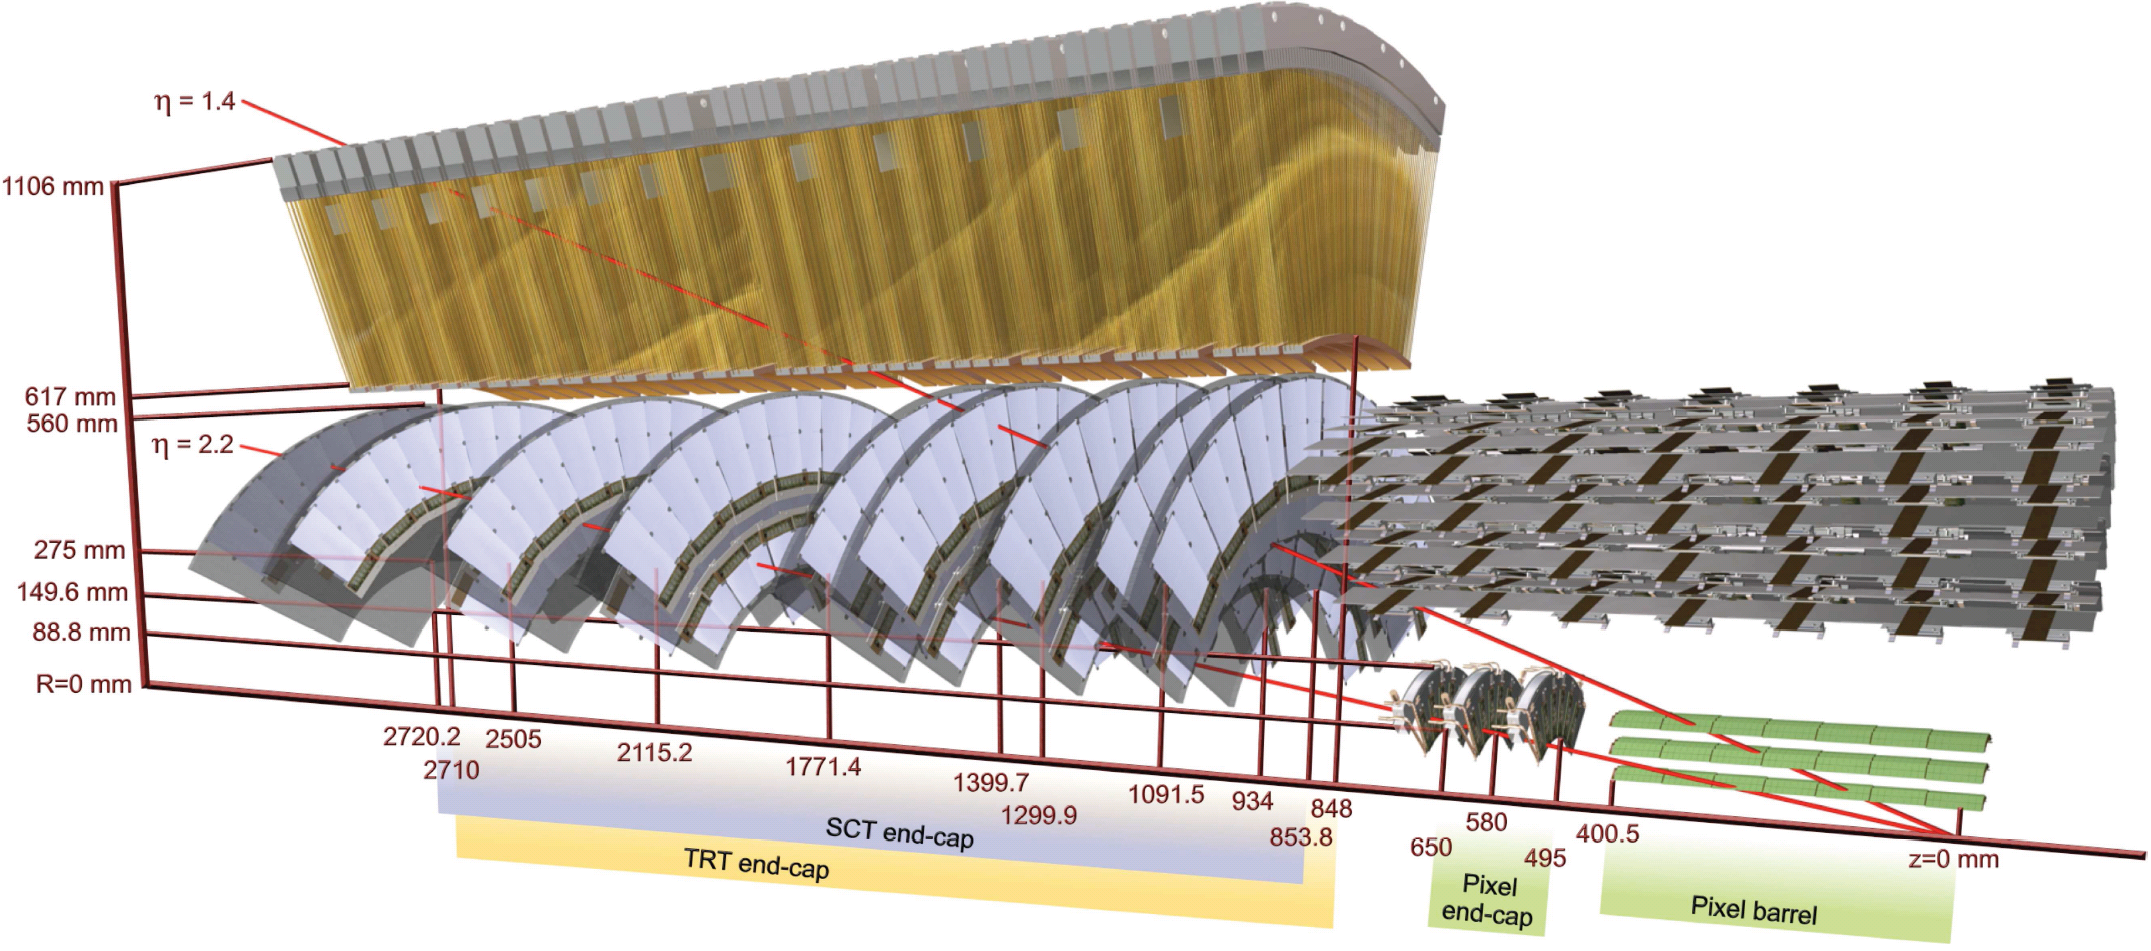 η = 1.4
1106 mm
617 mm
560 mm
η = 2.2
275 mm
149.6 mm
88.8 mm
R=0 mm
2720.2
2710
2505
2115.2
1771.4
1399.7
1299.9
1091.5
934
853.8
848
650
580
495
400.5
z=0 mm
SCT end-cap
TRT end-cap
Pixel
end-cap
Pixel barrel